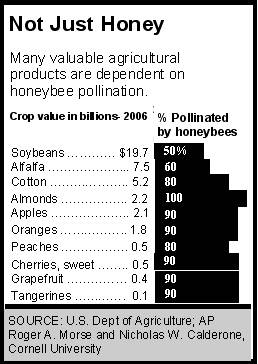 Not Just Honey
Many valuable agricultural
products are dependent on
honeybee pollination.
Crop value in billions- 2006 % Pollinated
by honeybees
Soybeans ............. $19.7 50%
Alfalfa .................... 7.5 60
Cotton .................... 5.2 80
Almonds ................. 2.2 100
Apples .................... 2.1 90
Oranges ................. 1.8 90
Peaches ................. 0.5 80
Cherries, sweet ....... 0.5 90
Grapefruit ............... 0.4 90
Tangerines ............. 0.1 90
SOURCE: U.S. Dept of Agriculture; AP
Roger A. Morse and Nicholas W. Calderone,
Cornell University